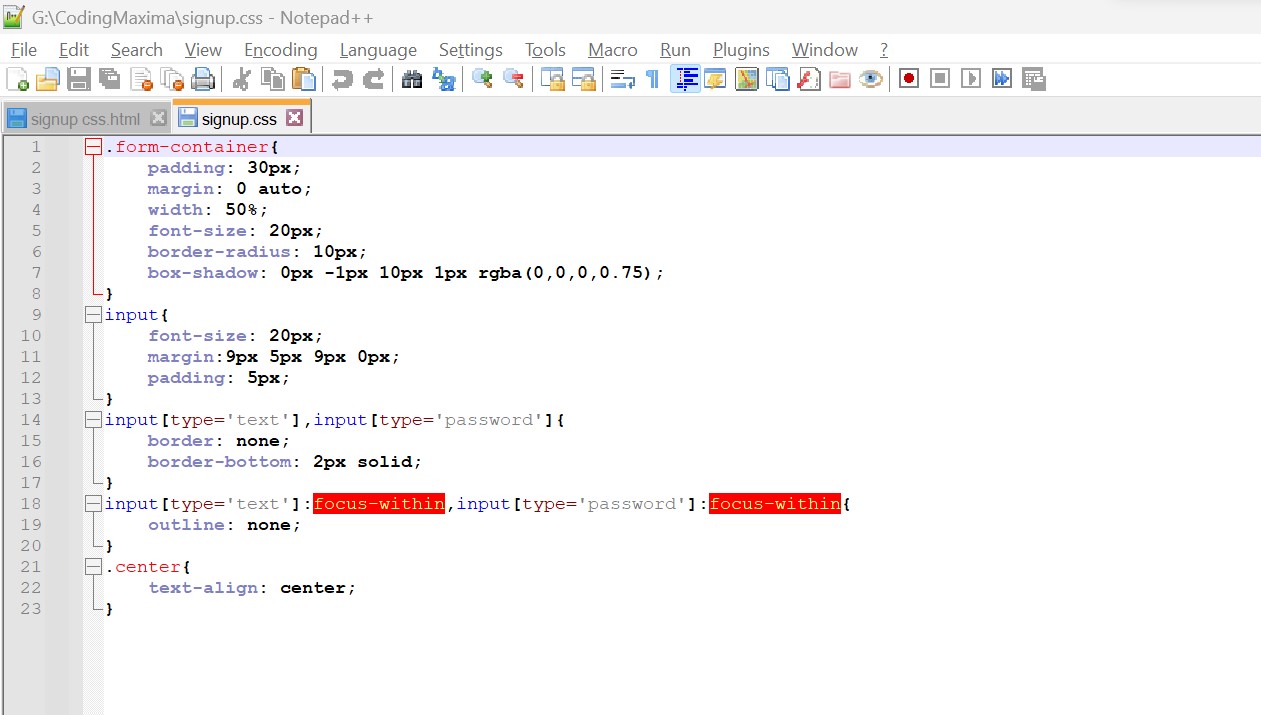 G:\CodingMaxima\signup.css - Notepad++
File Edit Search View Encoding Language Settings Tools Macro Run Plugins Window ?
signup css.html signup.css
1 .form-container{
2 padding: 30px;
3 margin: 0 auto;
4 width: 50%;
5 font-size: 20px;
6 border-radius: 10px;
7 box-shadow: 0px -1px 10px 1px rgba(0,0,0,0.75);
8 }
9 input{
10 font-size: 20px;
11 margin:9px 5px 9px 0px;
12 padding: 5px;
13 }
14 input[type='text'],input[type='password']{
15 border: none;
16 border-bottom: 2px solid;
17 }
18 input[type='text']:focus-within,input[type='password']:focus-within{
19 outline: none;
20 }
21 .center{
22 text-align: center;
23 }